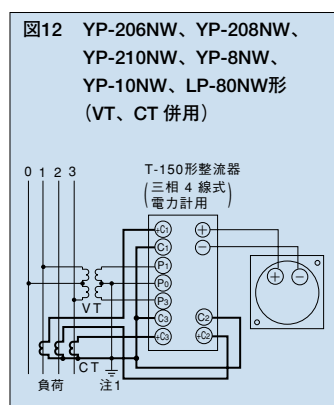 図12　YP-206NW、YP-208NW、
YP-210NW、YP-8NW、
YP-10NW、LP-80NW形
（VT、CT 併用）
0 1 2 3
T-150形整流器
（三相 4 線式
電力計用）
+C1
C1
P1
P0
P3
C3
+C3
+
−
C2
+C2
+ −
VT
CT
負荷
注1